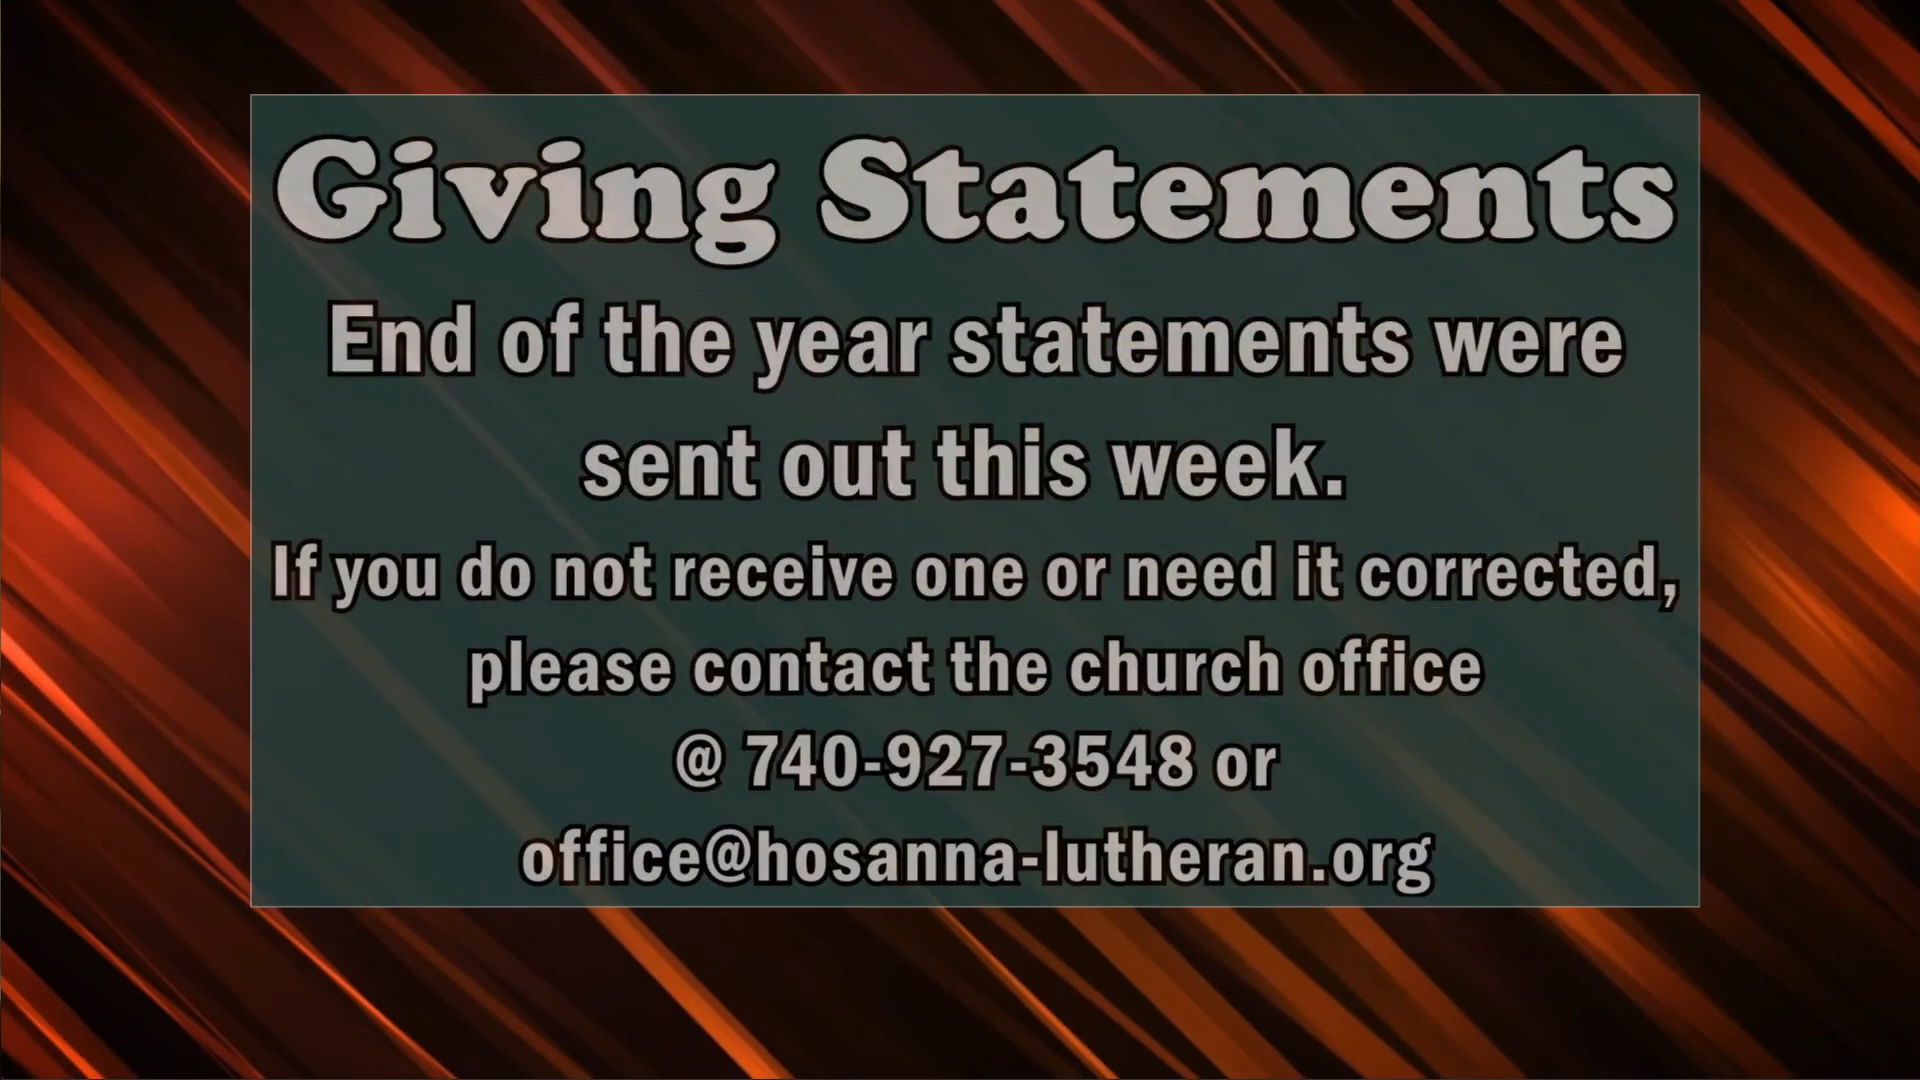 Giving Statements
End of the year statements were
sent out this week.
If you do not receive one or need it corrected,
please contact the church office
@ 740-927-3548 or
office@hosanna-lutheran.org